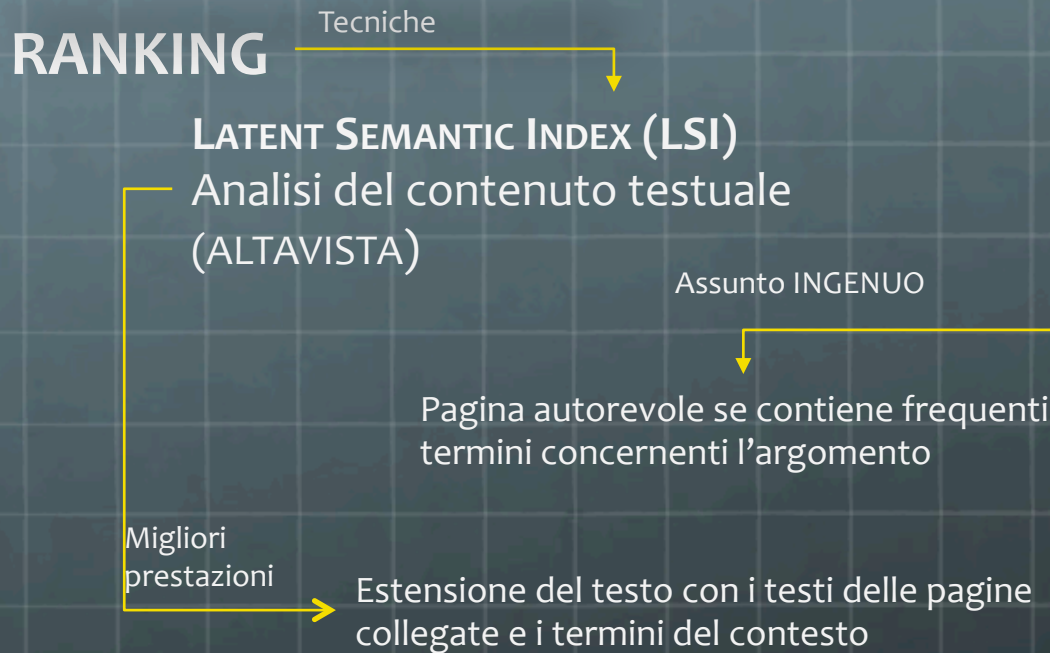 Tecniche
RANKING
LATENT SEMANTIC INDEX (LSI)
Analisi del contenuto testuale
(ALTAVISTA)
Assunto INGENUO
Pagina autorevole se contiene frequenti
termini concernenti l’argomento
Migliori
prestazioni
Estensione del testo con i testi delle pagine
collegate e i termini del contesto